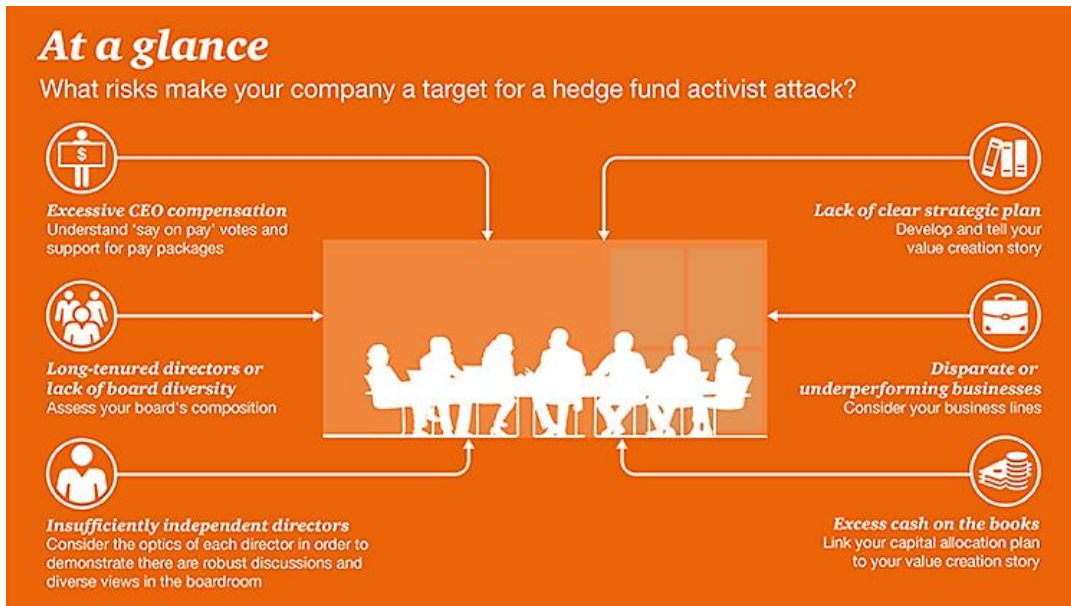 At a glance
What risks make your company a target for a hedge fund activist attack?
$
Excessive CEO compensation
Understand 'say on pay' votes and
support for pay packages
Long-tenured directors or
lack of board diversity
Assess your board's composition
Insufficiently independent directors
Consider the optics of each director in order to
demonstrate there are robust discussions and
diverse views in the boardroom
Lack of clear strategic plan
Develop and tell your
value creation story
Disparate or
underperforming businesses
Consider your business lines
Excess cash on the books
Link your capital allocation plan
to your value creation story